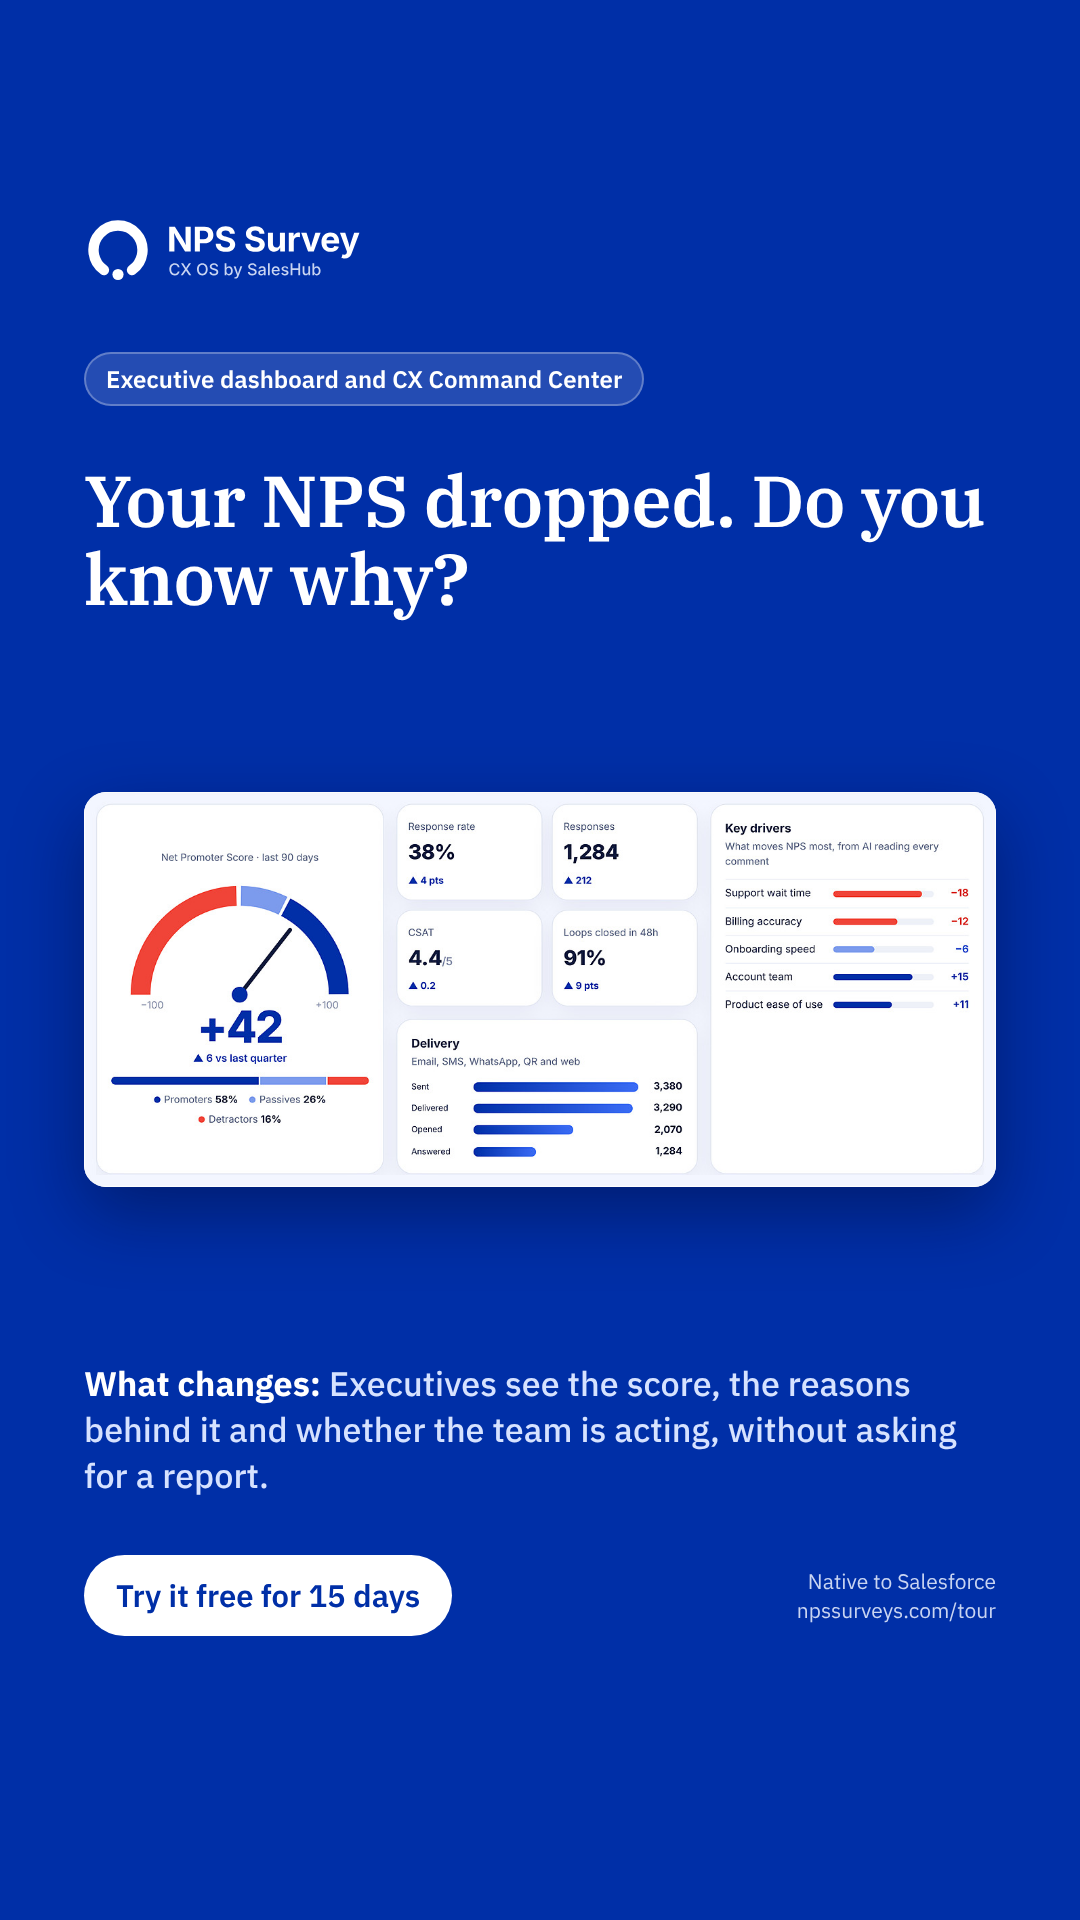 NPS Survey
CX OS by SalesHub
Executive dashboard and CX Command Center
Your NPS dropped. Do you
know why?
Net Promoter Score · last 90 days
−100
+100
+42
▲ 6 vs last quarter
Promoters 58%
Passives 26%
Detractors 16%
Response rate
38%
▲ 4 pts
Responses
1,284
▲ 212
CSAT
4.4/5
▲ 0.2
Loops closed in 48h
91%
▲ 9 pts
Delivery
Email, SMS, WhatsApp, QR and web
Sent 3,380
Delivered 3,290
Opened 2,070
Answered 1,284
Key drivers
What moves NPS most, from AI reading every
comment
Support wait time −18
Billing accuracy −12
Onboarding speed −6
Account team +15
Product ease of use +11
What changes: Executives see the score, the reasons
behind it and whether the team is acting, without asking
for a report.
Try it free for 15 days
Native to Salesforce
npssurveys.com/tour